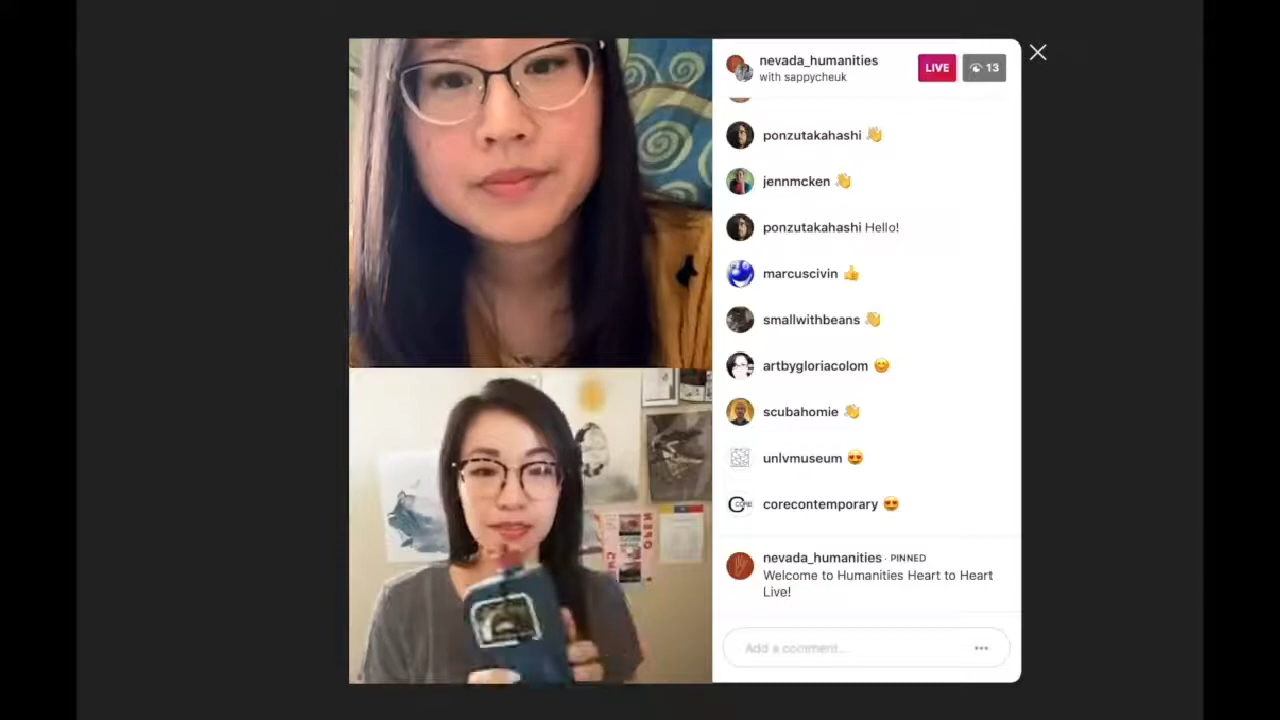 nevada_humanities
with sappycheuk
LIVE
13
ponzutakahashi 👋
jennmcken 👋
ponzutakahashi Hello!
marcuscivin 👍
smallwithbeans 👋
artbygloriacolom 😊
scubahomie 👋
unlvmuseum 😍
corecontemporary 😍
nevada_humanities · PINNED
Welcome to Humanities Heart to Heart
Live!
Add a comment...